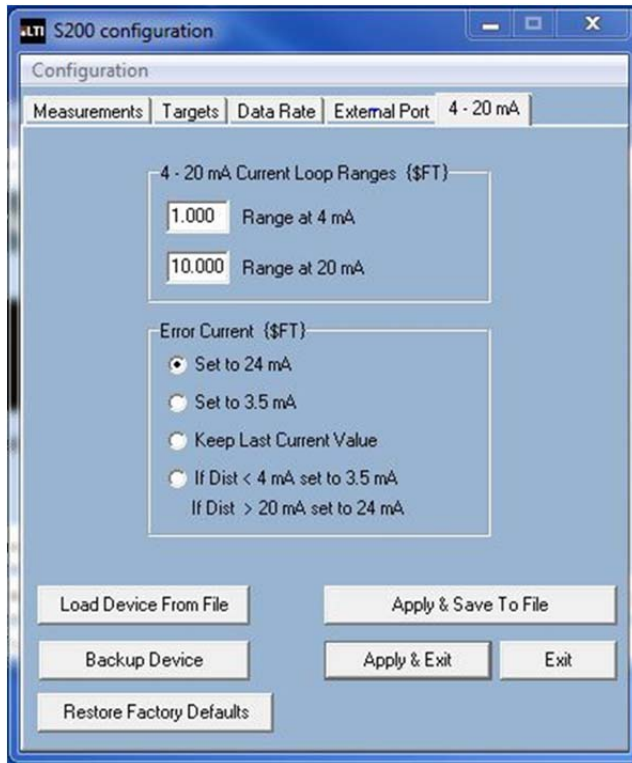 LTI S200 configuration
Configuration
Measurements Targets Data Rate External Port 4 - 20 mA
4 - 20 mA Current Loop Ranges {$FT}
1.000 Range at 4 mA
10.000 Range at 20 mA
Error Current {$FT}
Set to 24 mA
Set to 3.5 mA
Keep Last Current Value
If Dist < 4 mA set to 3.5 mA
If Dist > 20 mA set to 24 mA
Load Device From File Apply & Save To File
Backup Device Apply & Exit Exit
Restore Factory Defaults